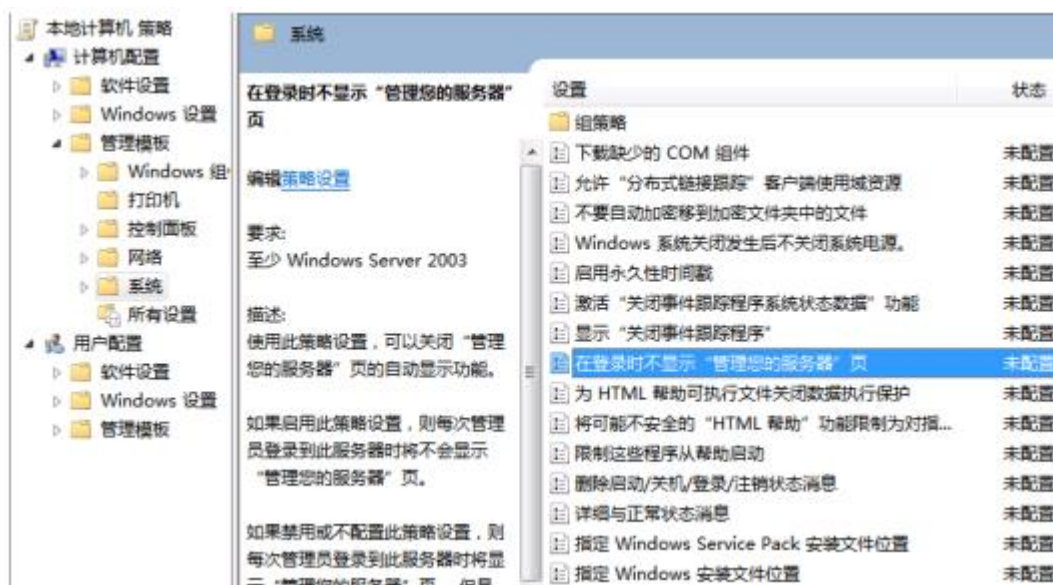 本地计算机 策略
计算机配置
软件设置
Windows 设置
管理模板
Windows 组
打印机
控制面板
网络
系统
所有设置
用户配置
软件设置
Windows 设置
管理模板
系统
在登录时不显示“管理您的服务器”
页
编辑策略设置
要求:
至少 Windows Server 2003
描述:
使用此策略设置，可以关闭“管理
您的服务器”页的自动显示功能。
如果启用此策略设置，则每次管理
员登录到此服务器时将不会显示
“管理您的服务器”页。
如果禁用或不配置此策略设置，则
每次管理员登录到此服务器时将显
示“管理您的服务器”页。但是
设置 状态
组策略
下载缺少的 COM 组件 未配置
允许“分布式链接跟踪”客户端使用域资源 未配置
不要自动加密移到加密文件夹中的文件 未配置
Windows 系统关闭发生后不关闭系统电源。 未配置
启用永久性时间戳 未配置
激活“关闭事件跟踪程序系统状态数据”功能 未配置
显示“关闭事件跟踪程序” 未配置
在登录时不显示“管理您的服务器”页 未配置
为 HTML 帮助可执行文件关闭数据执行保护 未配置
将可能不安全的“HTML 帮助”功能限制为对指... 未配置
限制这些程序从帮助启动 未配置
删除启动/关机/登录/注销状态消息 未配置
详细与正常状态消息 未配置
指定 Windows Service Pack 安装文件位置 未配置
指定 Windows 安装文件位置 未配置